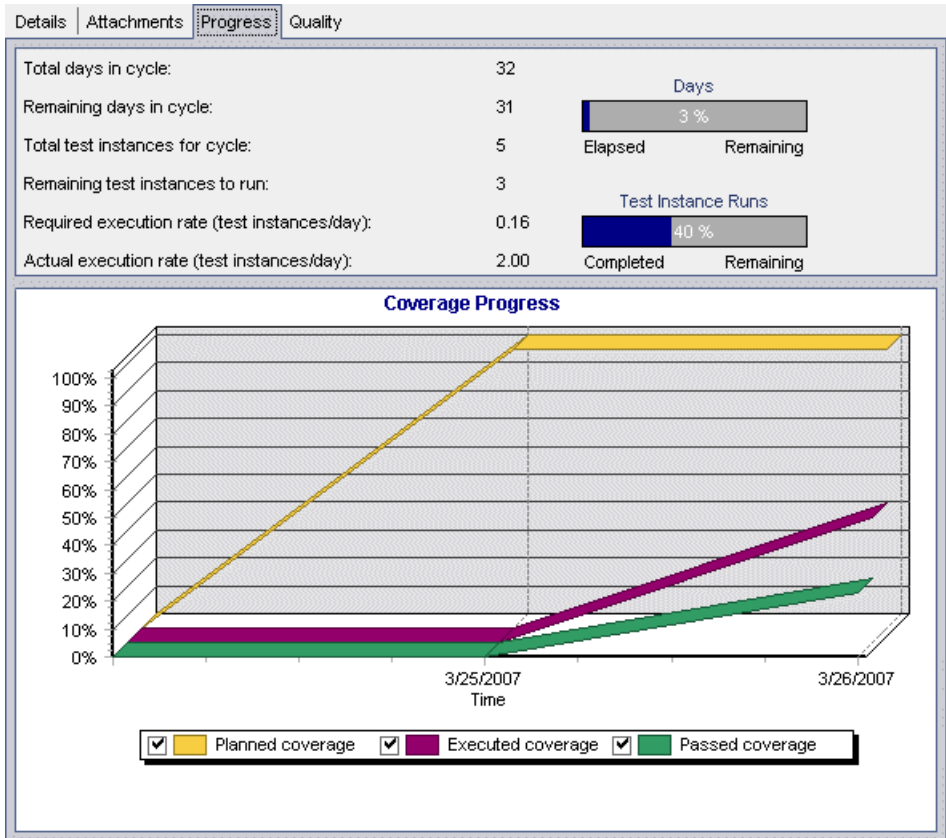 Details Attachments Progress Quality
Total days in cycle: 32
Remaining days in cycle: 31
Total test instances for cycle: 5
Remaining test instances to run: 3
Required execution rate (test instances/day): 0.16
Actual execution rate (test instances/day): 2.00
Days
3 %
Elapsed Remaining
Test Instance Runs
40 %
Completed Remaining
Coverage Progress
100%
90%
80%
70%
60%
50%
40%
30%
20%
10%
0%
3/25/2007 3/26/2007
Time
Planned coverage Executed coverage Passed coverage